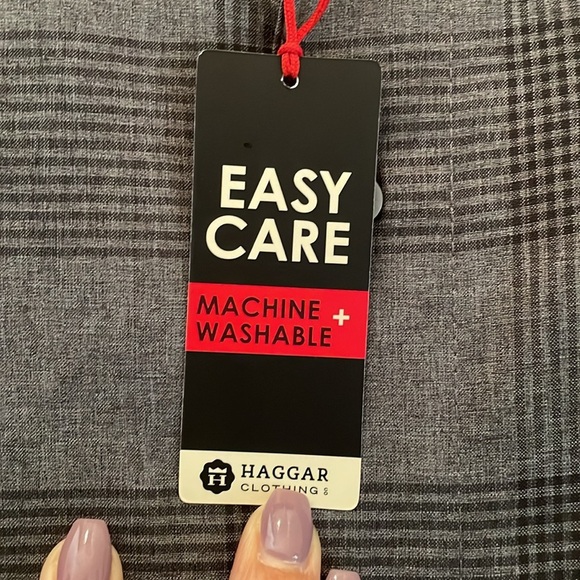 EASY
CARE
MACHINE +
WASHABLE
H HAGGAR
CLOTHING CO